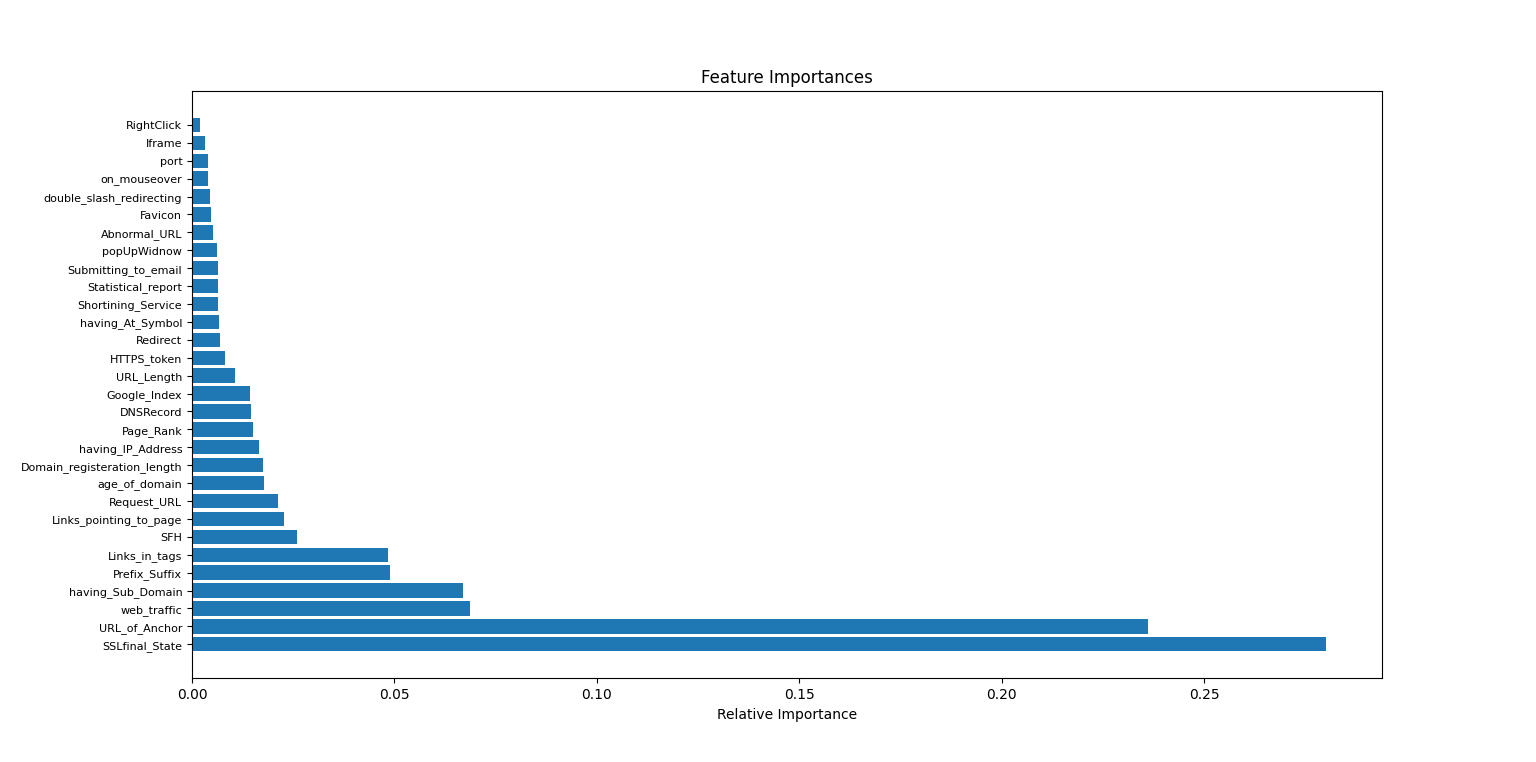 Feature Importances
RightClick
Iframe
port
on_mouseover
double_slash_redirecting
Favicon
Abnormal_URL
popUpWidnow
Submitting_to_email
Statistical_report
Shortining_Service
having_At_Symbol
Redirect
HTTPS_token
URL_Length
Google_Index
DNSRecord
Page_Rank
having_IP_Address
Domain_registeration_length
age_of_domain
Request_URL
Links_pointing_to_page
SFH
Links_in_tags
Prefix_Suffix
having_Sub_Domain
web_traffic
URL_of_Anchor
SSLfinal_State
0.00 0.05 0.10 0.15 0.20 0.25
Relative Importance